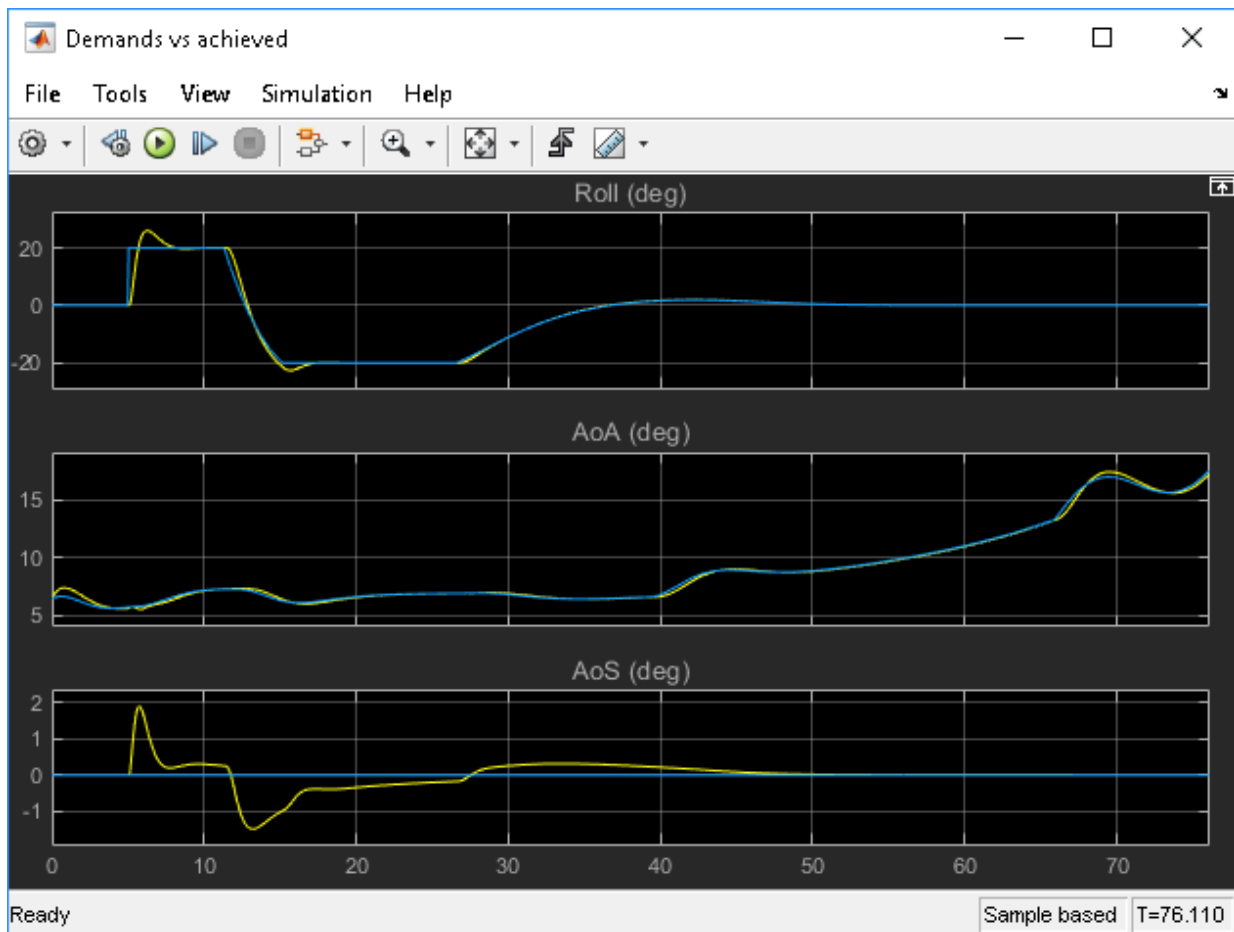 Demands vs achieved
File Tools View Simulation Help
Roll (deg)
20
0
-20
AoA (deg)
15
10
5
AoS (deg)
2
1
0
-1
0 10 20 30 40 50 60 70
Ready Sample based T=76.110